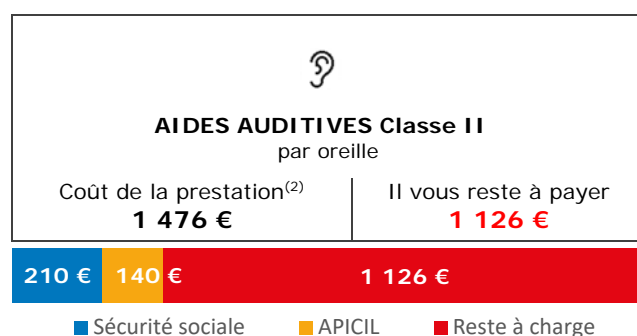 AIDES AUDITIVES Classe II
par oreille
Coût de la prestation(2)
1 476 €
Il vous reste à payer
1 126 €
210 € 140 € 1 126 €
Sécurité sociale APICIL Reste à charge